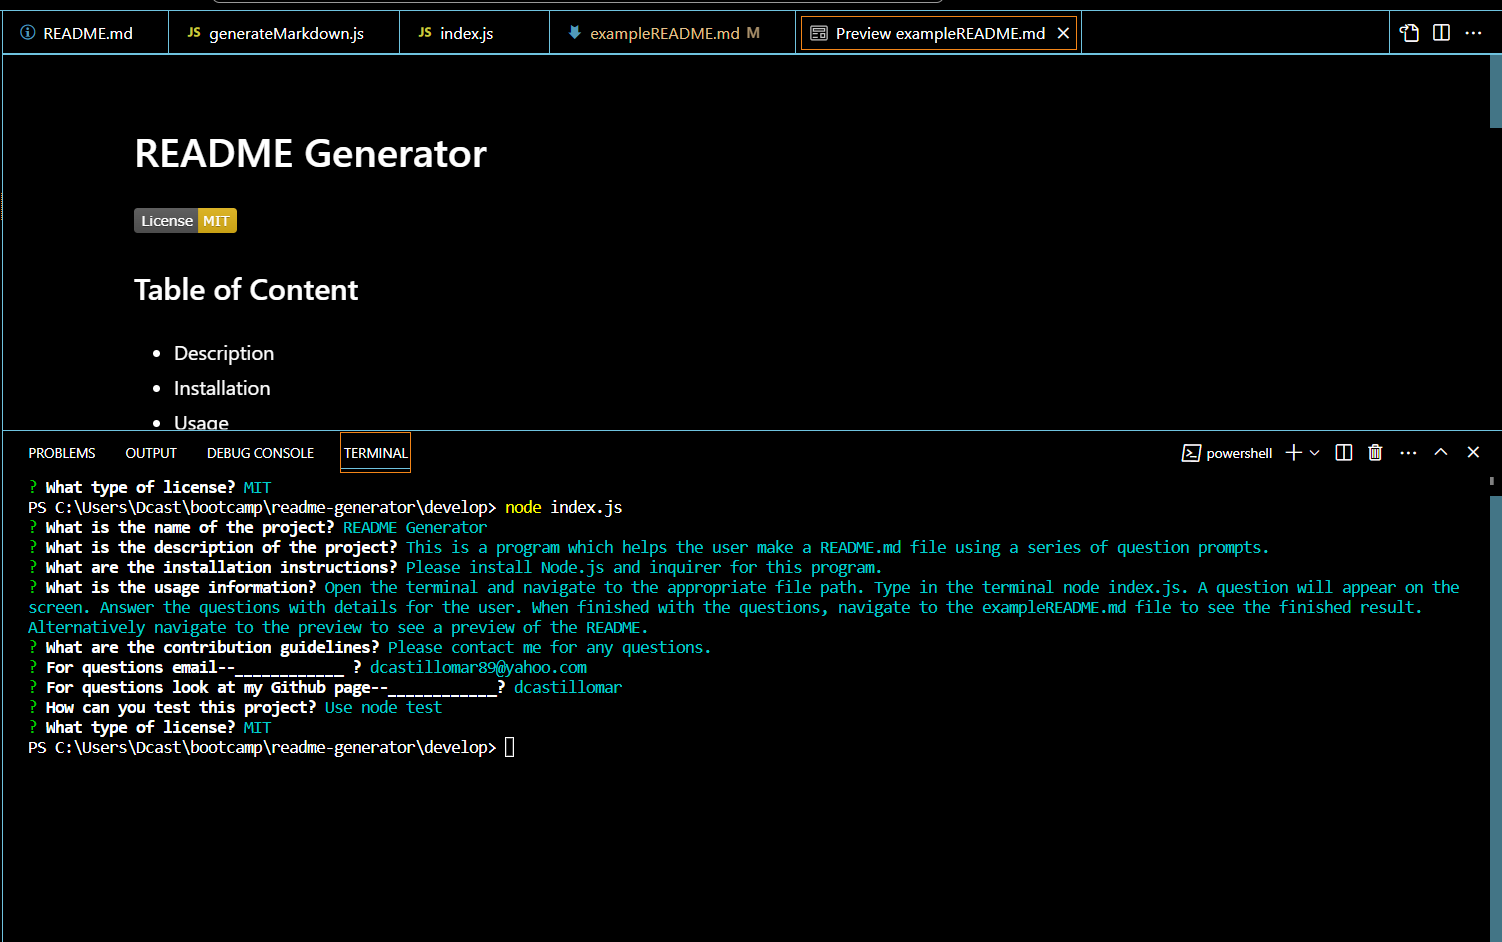 README.md JS generateMarkdown.js JS index.js exampleREADME.md M Preview exampleREADME.md
README Generator
License MIT
Table of Content
• Description
• Installation
• Usage
PROBLEMS OUTPUT DEBUG CONSOLE TERMINAL powershell
? What type of license? MIT
PS C:\Users\Dcast\bootcamp\readme-generator\develop> node index.js
? What is the name of the project? README Generator
? What is the description of the project? This is a program which helps the user make a README.md file using a series of question prompts.
? What are the installation instructions? Please install Node.js and inquirer for this program.
? What is the usage information? Open the terminal and navigate to the appropriate file path. Type in the terminal node index.js. A question will appear on the
screen. Answer the questions with details for the user. When finished with the questions, navigate to the exampleREADME.md file to see the finished result.
Alternatively navigate to the preview to see a preview of the README.
? What are the contribution guidelines? Please contact me for any questions.
? For questions email--____________ ? dcastillomar89@yahoo.com
? For questions look at my Github page--____________? dcastillomar
? How can you test this project? Use node test
? What type of license? MIT
PS C:\Users\Dcast\bootcamp\readme-generator\develop>